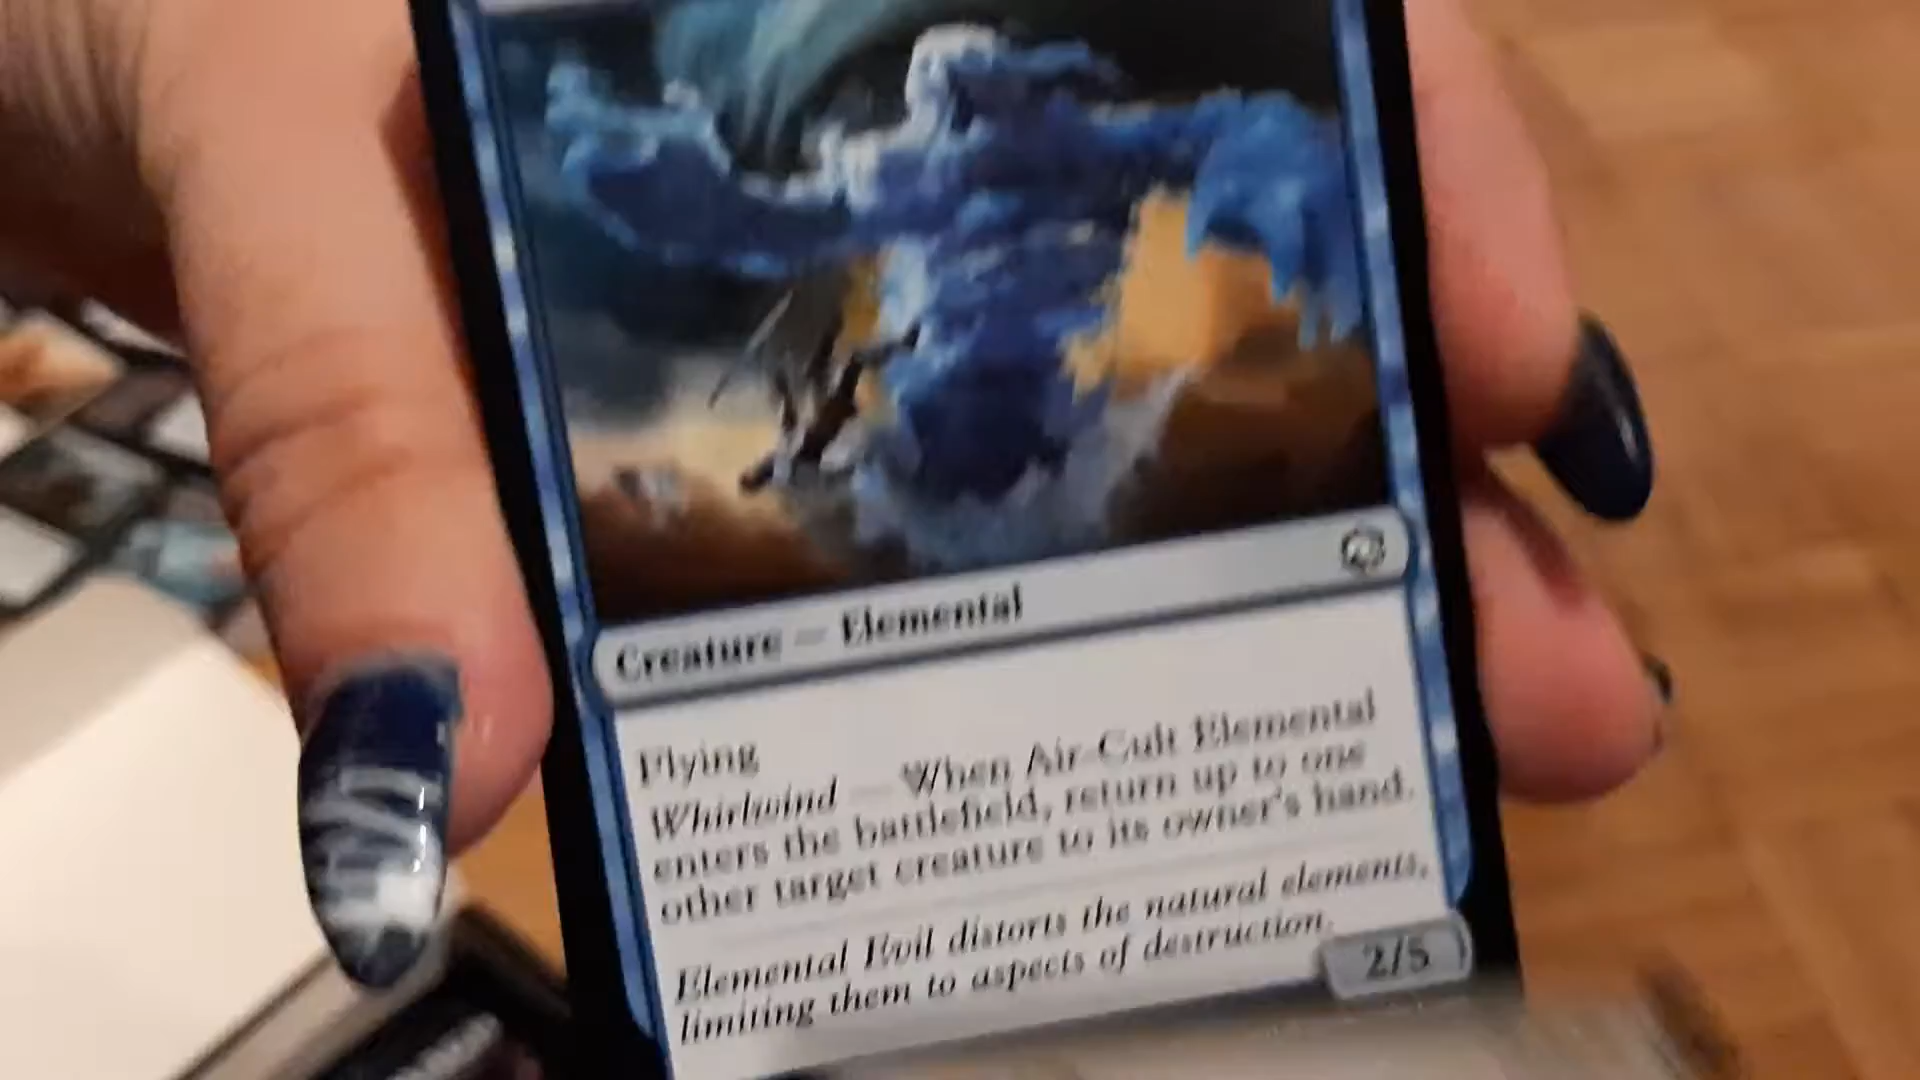 Creature — Elemental
Flying
Whirlwind — When Air-Cult Elemental
enters the battlefield, return up to one
other target creature to its owner's hand.
Elemental Evil distorts the natural elements,
limiting them to aspects of destruction.
2/5